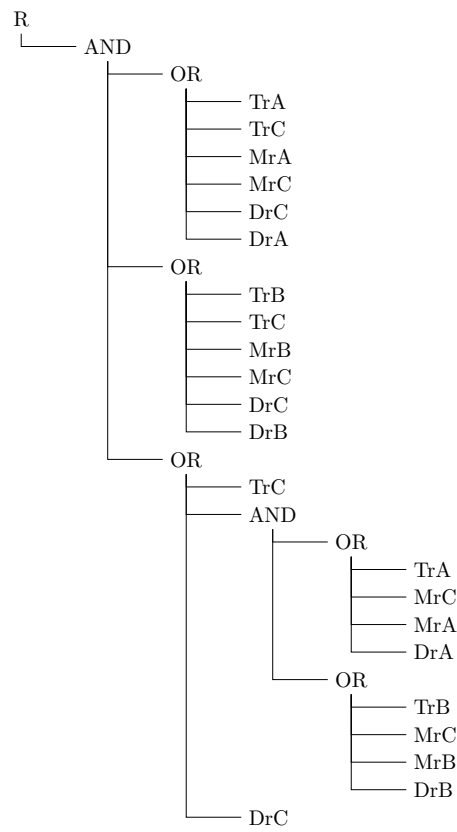 R
AND
OR
TrA
TrC
MrA
MrC
DrC
DrA
OR
TrB
TrC
MrB
MrC
DrC
DrB
OR
TrC
AND
OR
TrA
MrC
MrA
DrA
OR
TrB
MrC
MrB
DrB
DrC